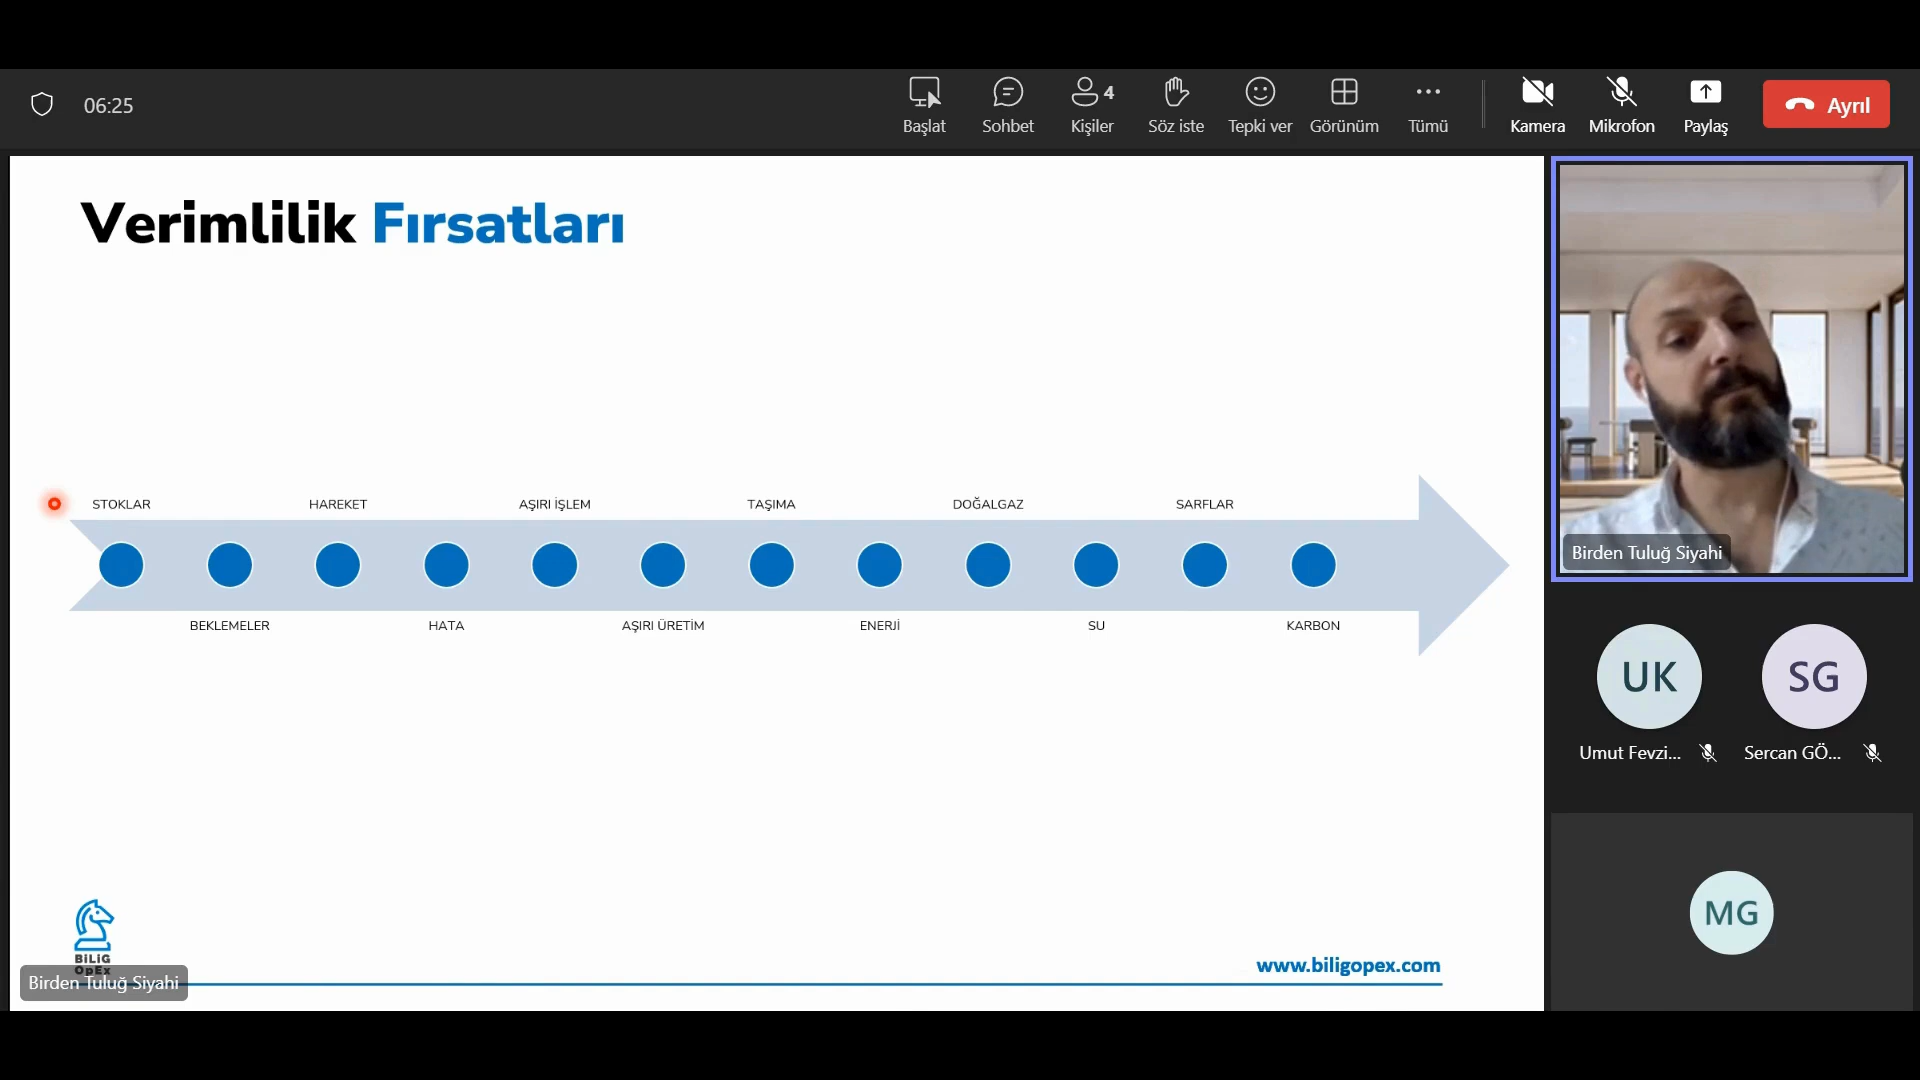 06:25
4
Başlat
Sohbet
Kişiler
Söz iste
Tepki ver
Görünüm
Tümü
Kamera
Mikrofon
Paylaş
Ayrıl
Verimlilik Fırsatları
STOKLAR
HAREKET
AŞIRI İŞLEM
TAŞIMA
DOĞALGAZ
SARFLAR
BEKLEMELER
HATA
AŞIRI ÜRETİM
ENERJİ
SU
KARBON
BiLiG
OpEx
www.biligopex.com
Birden Tuluğ Siyahi
Birden Tuluğ Siyahi
UK
SG
Umut Fevzi...
Sercan GÖ...
MG